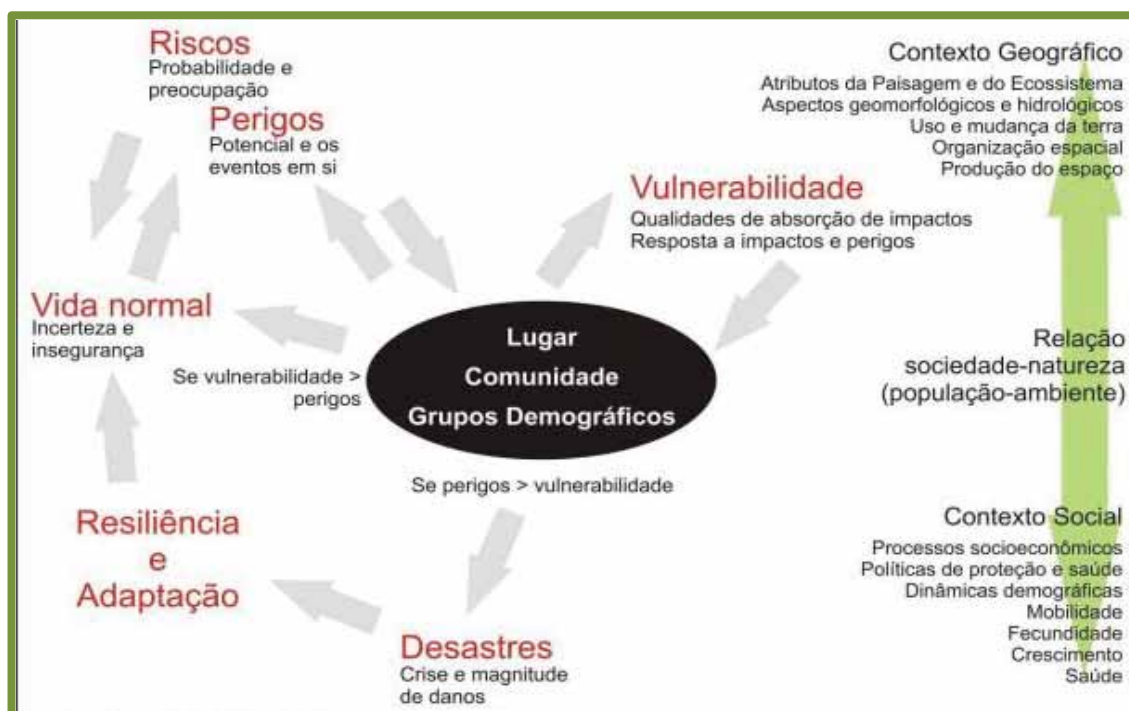 Riscos
Probabilidade e
preocupação
Perigos
Potencial e os
eventos em si
Vida normal
Incerteza e
insegurança
Se vulnerabilidade >
perigos
Vulnerabilidade
Qualidades de absorção de impactos
Resposta a impactos e perigos
Lugar
Comunidade
Grupos Demográficos
Se perigos > vulnerabilidade
Resiliência
e
Adaptação
Desastres
Crise e magnitude
de danos
Contexto Geográfico
Atributos da Paisagem e do Ecossistema
Aspectos geomorfológicos e hidrológicos
Uso e mudança da terra
Organização espacial
Produção do espaço
Relação
sociedade-natureza
(população-ambiente)
Contexto Social
Processos socioeconômicos
Políticas de proteção e saúde
Dinâmicas demográficas
Mobilidade
Fecundidade
Crescimento
Saúde